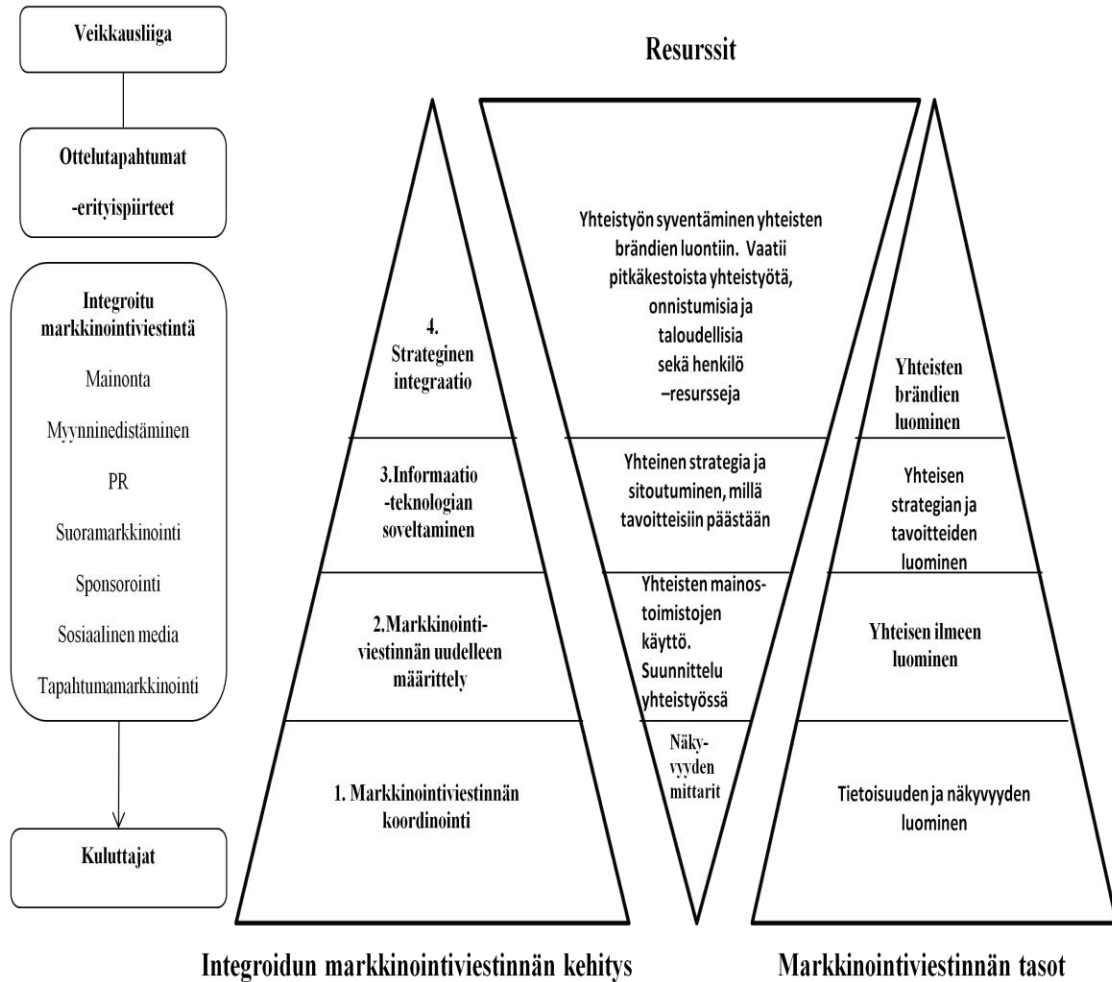 Veikkausliiga
Ottelutapahtumat
-erityispiirteet
Integroitu
markkinointiviestintä
Mainonta
Myynninedistäminen
PR
Suoramarkkinointi
Sponsorointi
Sosiaalinen media
Tapahtumamarkkinointi
Kuluttajat
4.
Strateginen
integraatio
3.Informaatio
-teknologian
soveltaminen
2.Markkinointi-
viestinnän uudelleen
määrittely
1. Markkinointiviestinnän
koordinointi
Integroidun markkinointiviestinnän kehitys
Resurssit
Yhteistyön syventäminen yhteisten
brändien luontiin.  Vaatii
pitkäkestoista yhteistyötä,
onnistumisia ja
taloudellisia
sekä henkilö
–resursseja
Yhteinen strategia ja
sitoutuminen, millä
tavoitteisiin päästään
Yhteisten mainos-
toimistojen
käyttö.
Suunnittelu
yhteistyössä
Näky-
vyyden
mittarit
Yhteisten
brändien
luominen
Yhteisen
strategian ja
tavoitteiden
luominen
Yhteisen ilmeen
luominen
Tietoisuuden ja näkyvyyden
luominen
Markkinointiviestinnän tasot